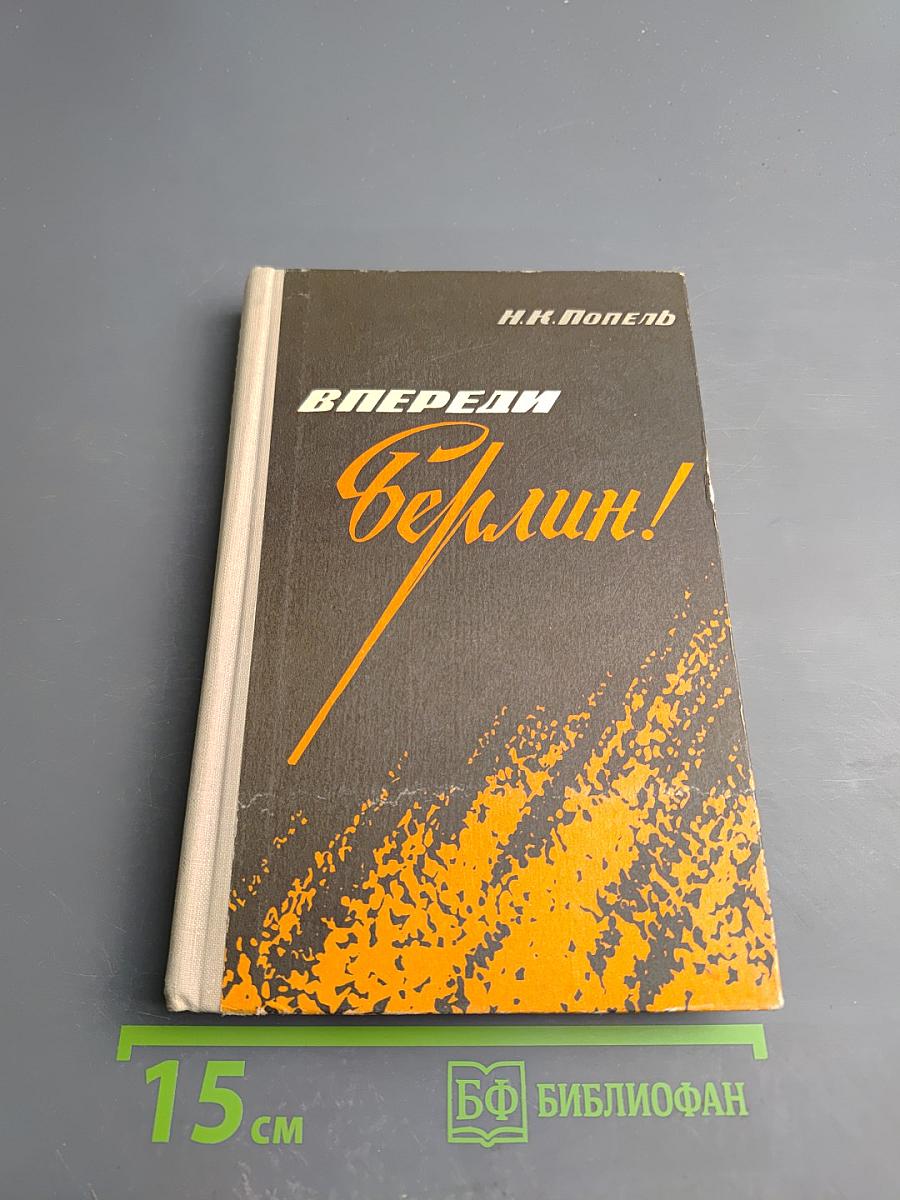 Н.К.Попель
ВПЕРЕДИ
Берлин!
15 см
БФ БИБЛИОФАН